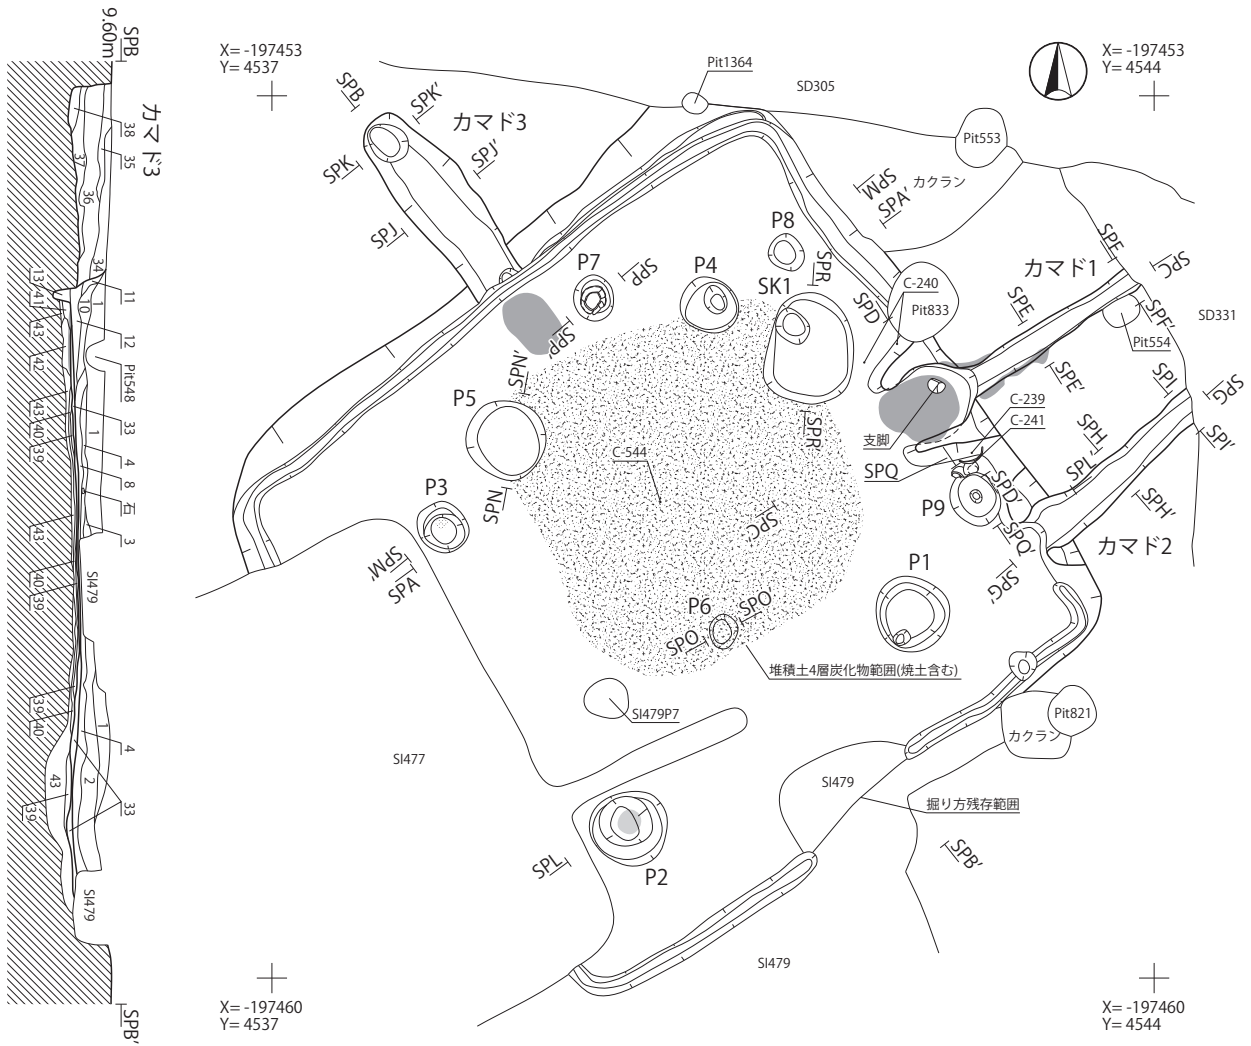 SPB
9.60m
カマド3
38
35
37
36
34
13
41
11
10
1
43
42
12
Pit548
43
40
39
33
1
4
8
7
43
3
40
39
SI479
39
40
1
4
2
43
33
39
SI479
SPB′
X= -197453
Y= 4537
X= -197453
Y= 4544
Pit1364
SD305
SPB
SPK′
カマド3
SPK
SPJ′
SPJ
Pit553
カクラン
SPM
SPA′
P8
SPF
SPC
カマド1
P7
SPP
P4
SPR
SK1
C-240
SPD
Pit833
SPE
SPF′
SD331
Pit554
SPP′
SPN′
SPE′
SPI
SPG
P5
C-239
C-241
SPR′
支脚
SPH
SPI′
C-544
SPQ
SPL′
SPD′
P3
SPN
P9
SPH′
SPC′
SPQ′
カマド2
SPM′
SPA
P1
SPG′
P6
SPO′
SPO
堆積土4層炭化物範囲(焼土含む)
SI479P7
Pit821
カクラン
SI477
SI479
掘り方残存範囲
SPL
P2
SPB′
SI479
X= -197460
Y= 4537
X= -197460
Y= 4544